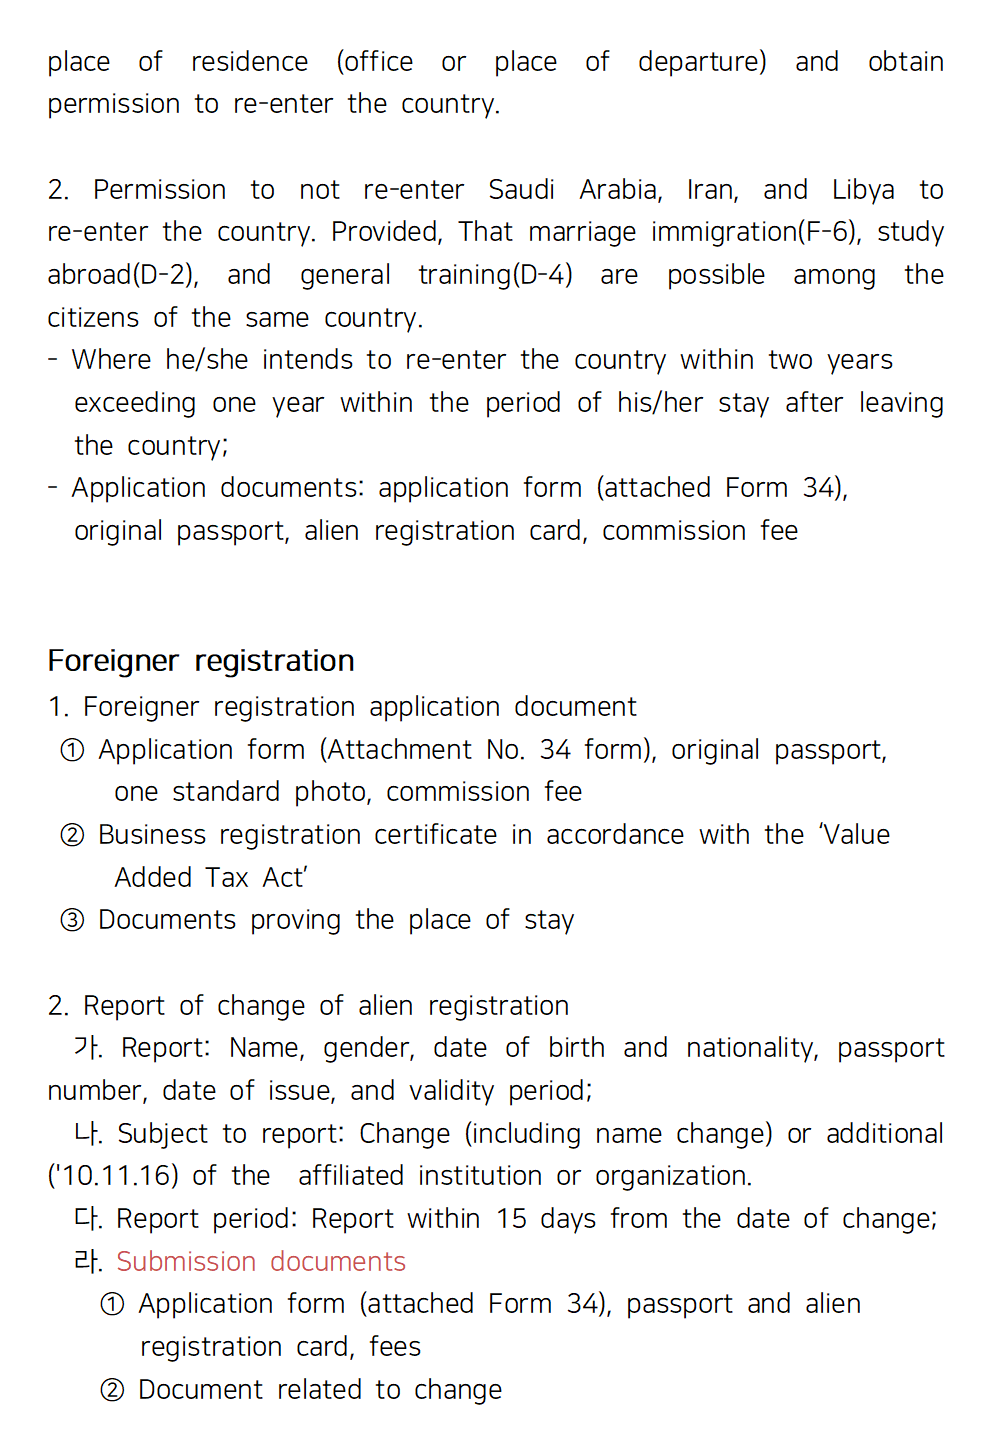 place of residence (office or place of departure) and obtain
permission to re-enter the country.
2. Permission to not re-enter Saudi Arabia, Iran, and Libya to
re-enter the country. Provided, That marriage immigration(F-6), study
abroad(D-2), and general training(D-4) are possible among the
citizens of the same country.
- Where he/she intends to re-enter the country within two years
exceeding one year within the period of his/her stay after leaving
the country;
- Application documents: application form (attached Form 34),
original passport, alien registration card, commission fee
Foreigner registration
1. Foreigner registration application document
① Application form (Attachment No. 34 form), original passport,
one standard photo, commission fee
② Business registration certificate in accordance with the ‘Value
Added Tax Act’
③ Documents proving the place of stay
2. Report of change of alien registration
가. Report: Name, gender, date of birth and nationality, passport
number, date of issue, and validity period;
나. Subject to report: Change (including name change) or additional
('10.11.16) of the affiliated institution or organization.
다. Report period: Report within 15 days from the date of change;
라. Submission documents
① Application form (attached Form 34), passport and alien
registration card, fees
② Document related to change